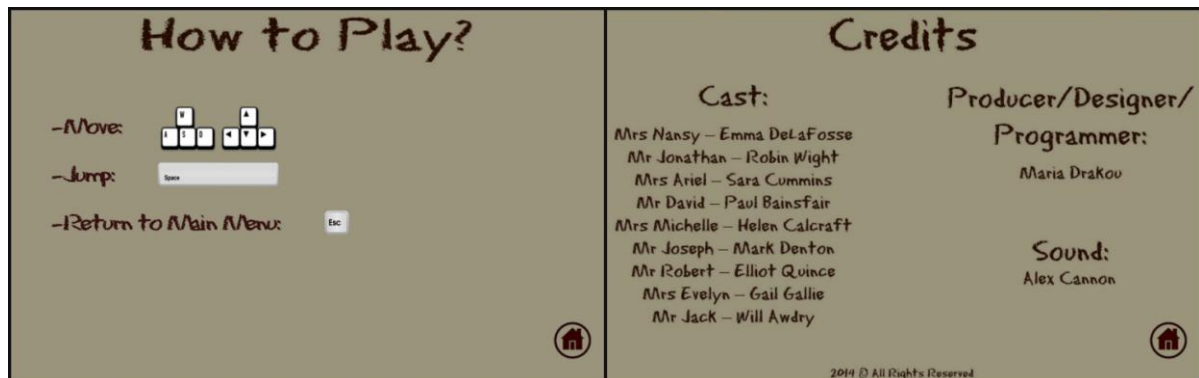 How to Play?
-Move:
W
A S D
-Jump:
Space
-Return to Main Menu:
Esc
Credits
Cast:
Mrs Nansy – Emma DeLaFosse
Mr Jonathan – Robin Wight
Mrs Ariel – Sara Cummins
Mr David – Paul Bainsfair
Mrs Michelle – Helen Calcraft
Mr Joseph – Mark Denton
Mr Robert – Elliot Quince
Mrs Evelyn – Gail Gallie
Mr Jack – Will Awdry
Producer/Designer/
Programmer:
Maria Drakou
Sound:
Alex Cannon
2014 © All Rights Reserved